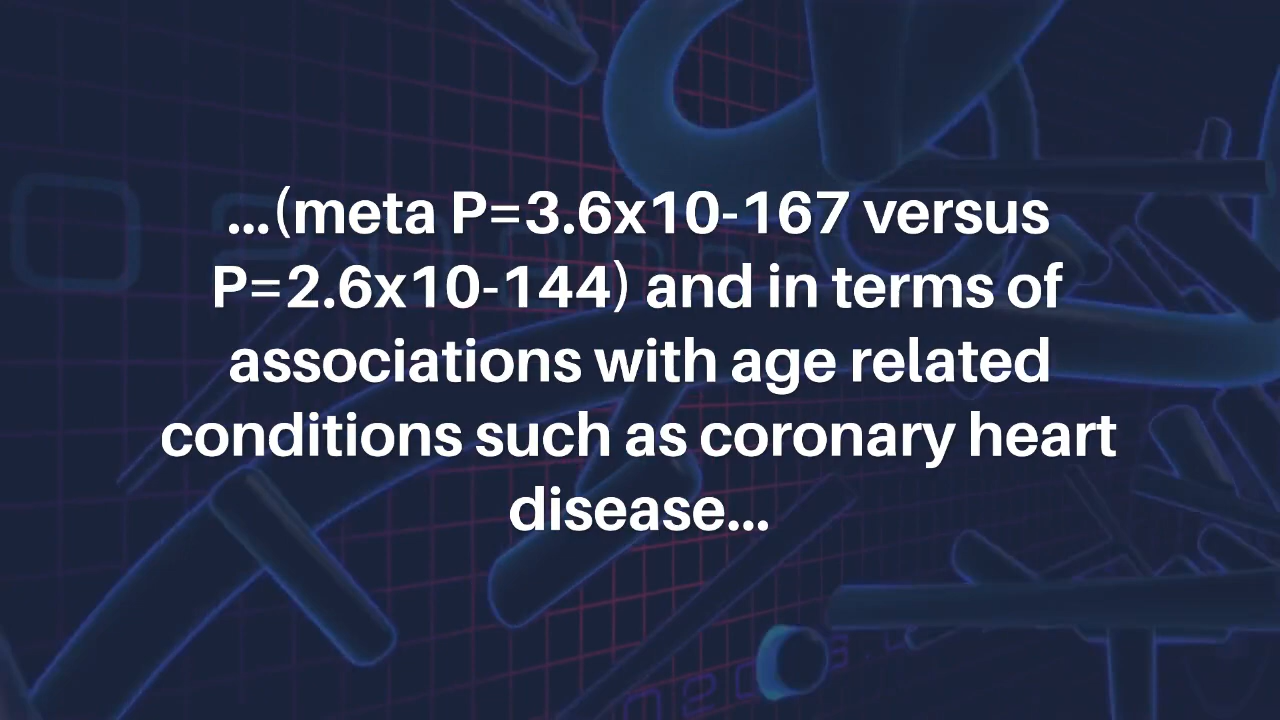 ...(meta P=3.6x10-167 versus
P=2.6x10-144) and in terms of
associations with age related
conditions such as coronary heart
disease...